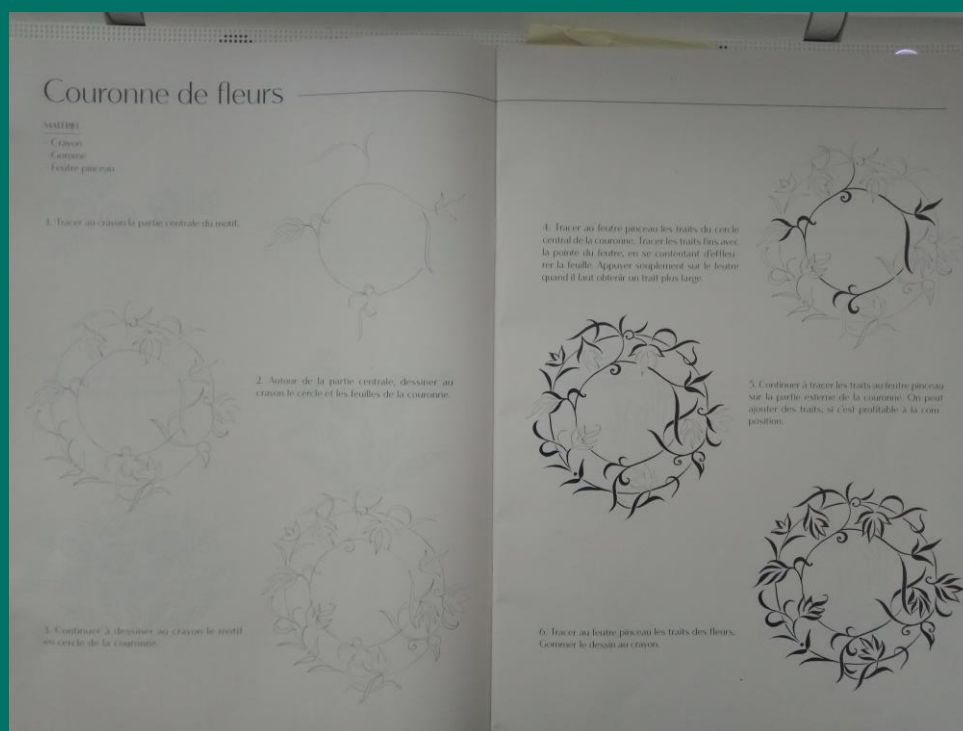 Couronne de fleurs
MATÉRIEL
- Crayon
- Gomme
- Feutre pinceau
1. Tracer au crayon la partie centrale du motif.
2. Autour de la partie centrale, dessiner au
crayon le cercle et les feuilles de la couronne.
3. Continuer à dessiner au crayon le motif
en cercle de la couronne.
4. Tracer au feutre pinceau les traits du cercle
central de la couronne. Tracer les traits fins avec
la pointe du feutre, en se contentant d'effleu-
rer la feuille. Appuyer souplement sur le feutre
quand il faut obtenir un trait plus large.
5. Continuer à tracer les traits au feutre pinceau
sur la partie externe de la couronne. On peut
ajouter des traits, si c'est profitable à la com
position.
6. Tracer au feutre pinceau les traits des fleurs.
Gommer le dessin au crayon.